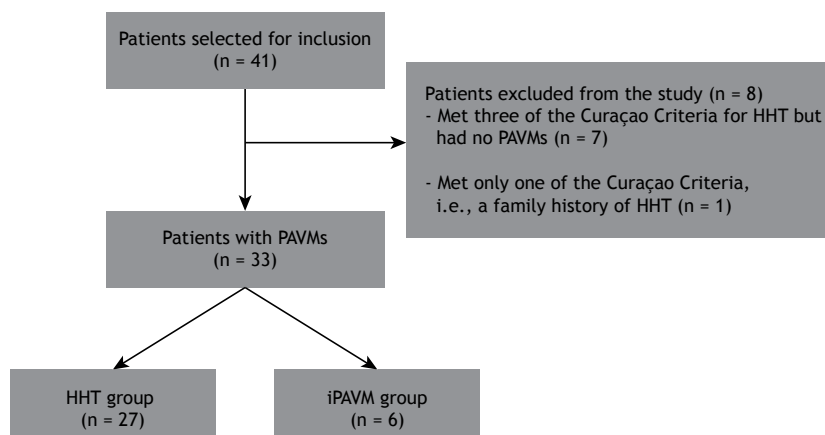 Patients selected for inclusion
(n = 41)
Patients excluded from the study (n = 8)
- Met three of the Curaçao Criteria for HHT but
had no PAVMs (n = 7)
- Met only one of the Curaçao Criteria,
i.e., a family history of HHT (n = 1)
Patients with PAVMs
(n = 33)
HHT group
(n = 27)
iPAVM group
(n = 6)